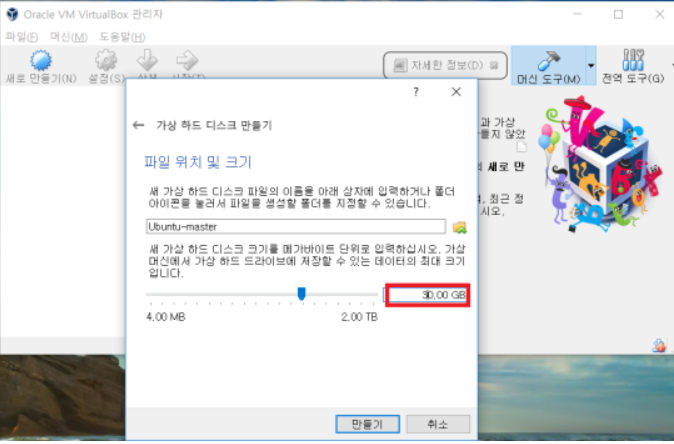 Oracle VM VirtualBox 관리자
파일(F) 머신(M) 도움말(H)
새로 만들기(N) 설정(S)
자세한 정보(D)
머신 도구(M)
전역 도구(G)
? ×
← 가상 하드 디스크 만들기
파일 위치 및 크기
새 가상 하드 디스크 파일의 이름을 아래 상자에 입력하거나 폴더
아이콘을 눌러서 파일을 생성할 폴더를 지정할 수 있습니다.
Ubuntu-master
새 가상 하드 디스크 크기를 메가바이트 단위로 입력하십시오. 가상
머신에서 가상 하드 드라이브에 저장할 수 있는 데이터의 최대 크기
입니다.
30.00 GB
4.00 MB
2.00 TB
만들기
취소
과 가상
들지 않았
새로 만
최근 정
시오.